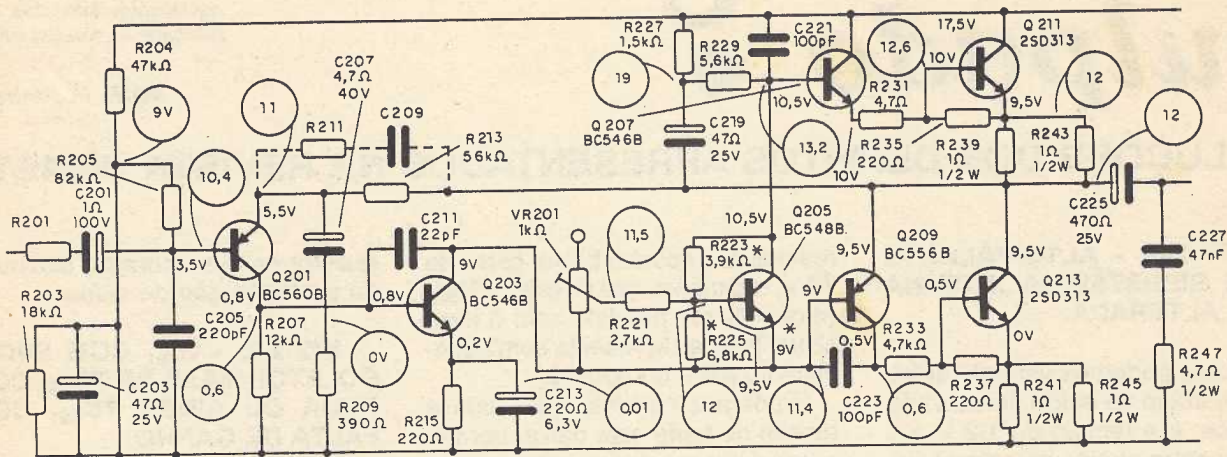 R204
47kΩ
9V
R205
82kΩ
C201
1Ω
100V
R201
R203
18kΩ
C203
47Ω
25V
11
10,4
C207
4,7Ω
40V
R211
C209
R213
56kΩ
5,5V
3,5V
0,8V
Q201
BC560B
C205
220pF
R207
12kΩ
0,6
R209
390Ω
0V
C211
22pF
9V
0,8V
Q203
BC546B
0,2V
R215
220Ω
C213
220Ω
6,3V
0,01
VR201
1kΩ
11,5
R221
2,7kΩ
R223
3,9kΩ
*
*
R225
6,8kΩ
9,5V
12
10,5V
Q205
BC548B
*
9V
11,4
R227
1,5kΩ
C221
100pF
R229
5,6kΩ
19
10,5V
Q207
BC546B
C219
47Ω
25V
13,2
10V
12,6
R231
4,7Ω
10V
R235
220Ω
17,5V
Q211
2SD313
9,5V
12
R239
1Ω
1/2W
R243
1Ω
1/2W
12
C225
470Ω
25V
C227
47nF
Q209
BC556B
9,5V
9V
0,5V
C223
100pF
R233
4,7kΩ
0,6
R237
220Ω
9,5V
0,5V
Q213
2SD313
0V
R241
1Ω
1/2W
R245
1Ω
1/2W
R247
4,7Ω
1/2W